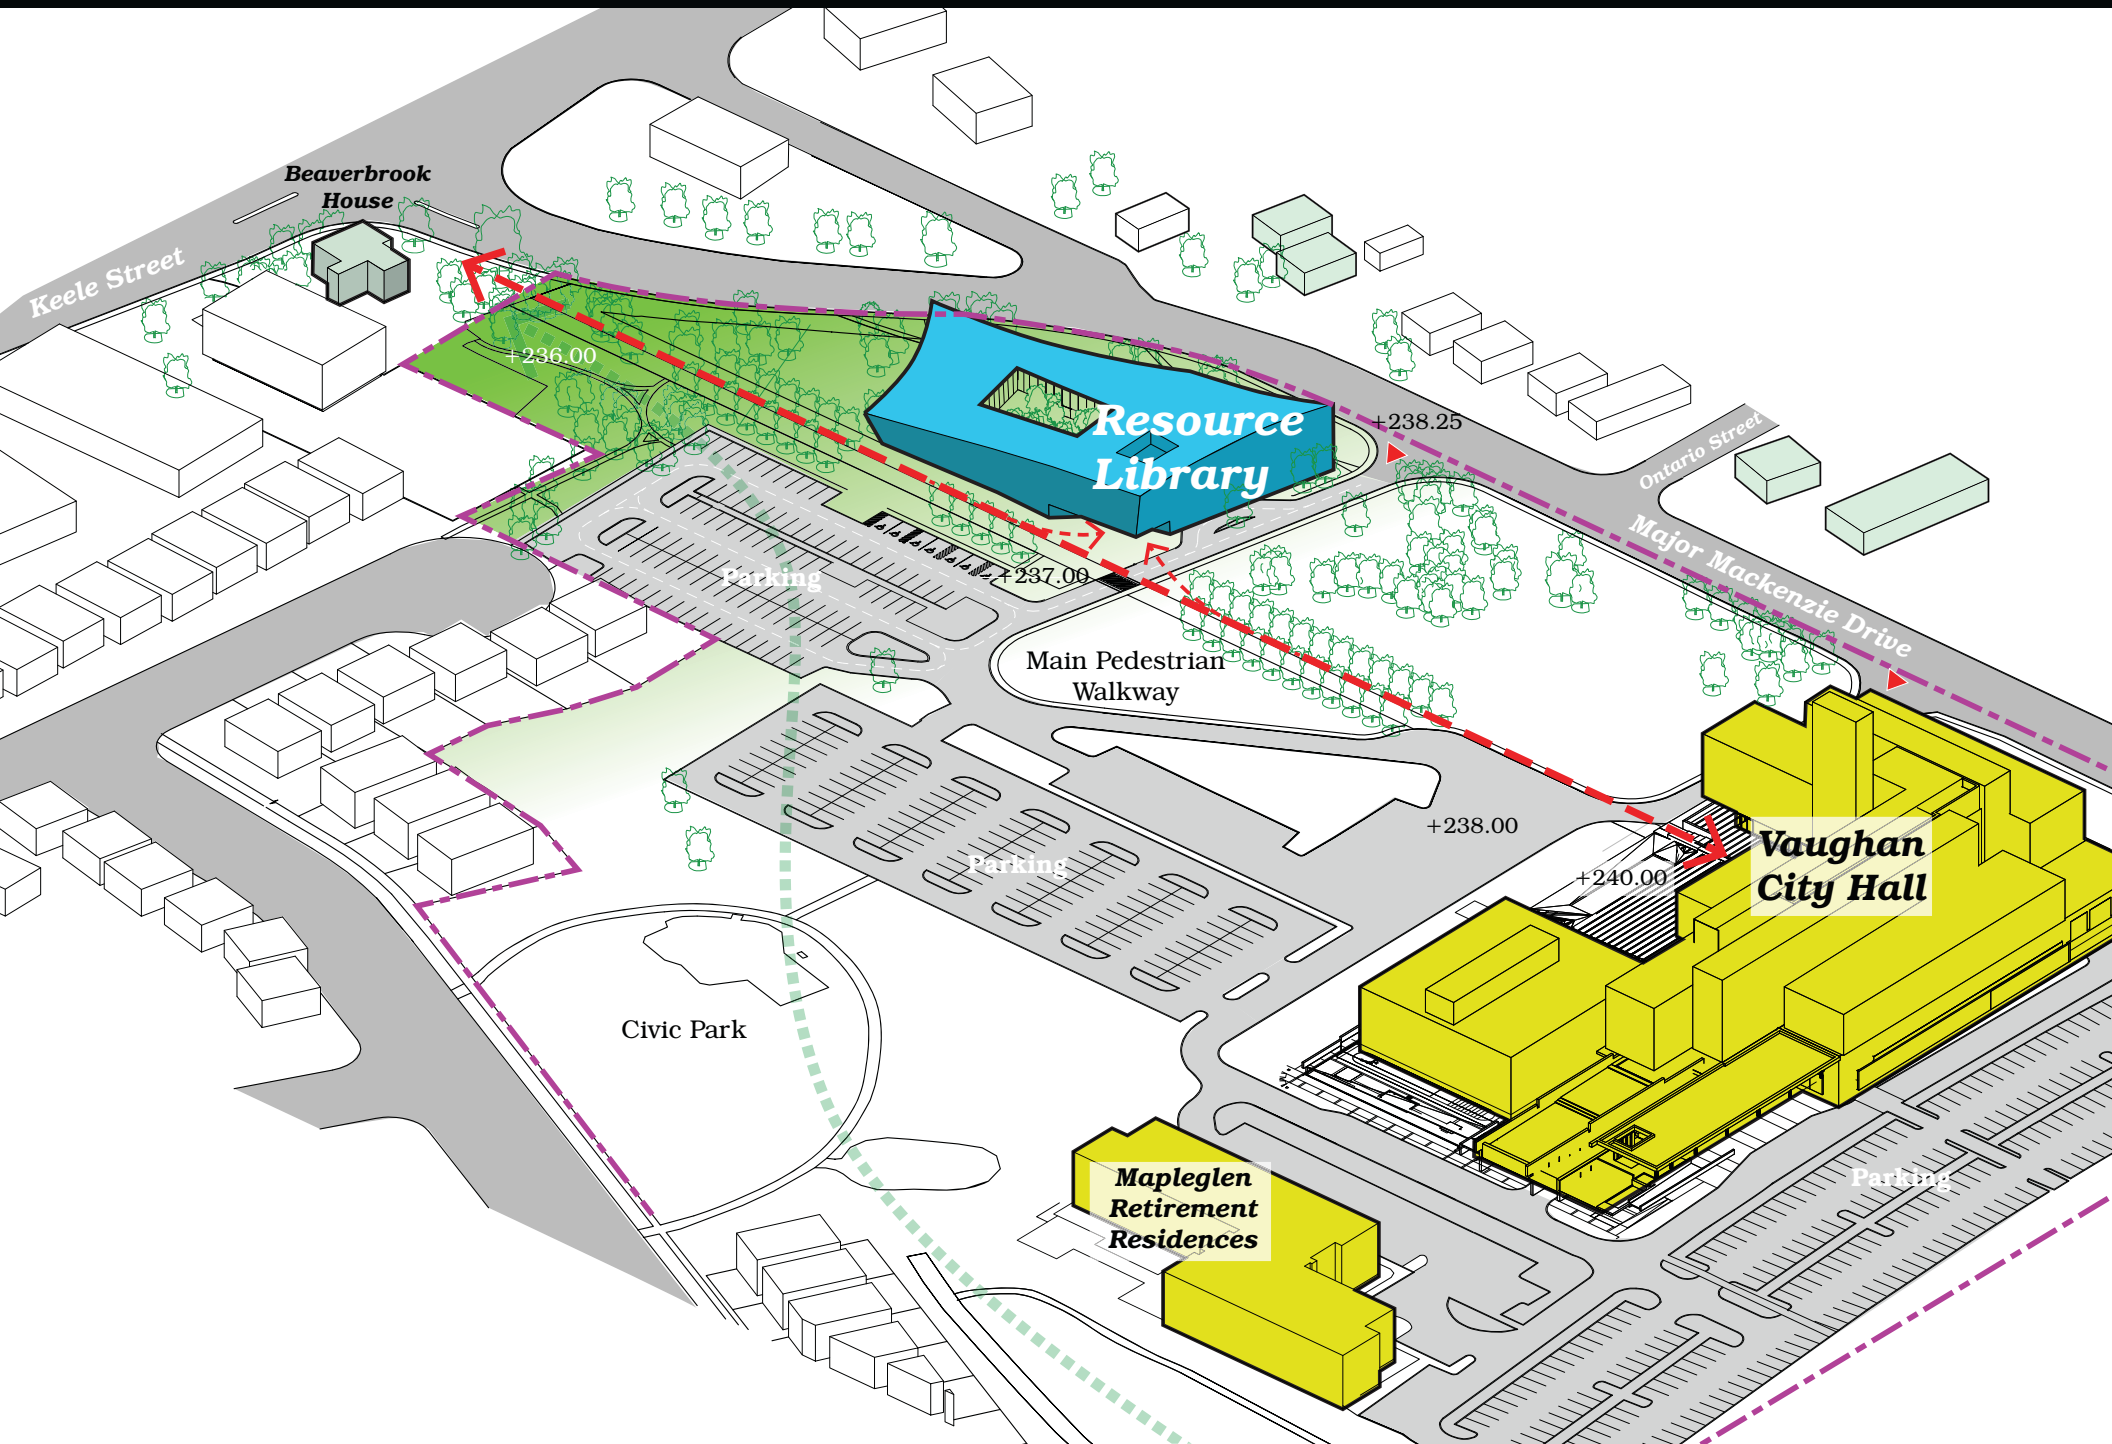 Beaverbrook
House
Keele Street
+236.00
Resource
Library
+238.25
Ontario Street
Major Mackenzie Drive
Parking
+237.00
Main Pedestrian
Walkway
+238.00
Vaughan
City Hall
+240.00
Parking
Civic Park
Mapleglen
Retirement
Residences
Parking